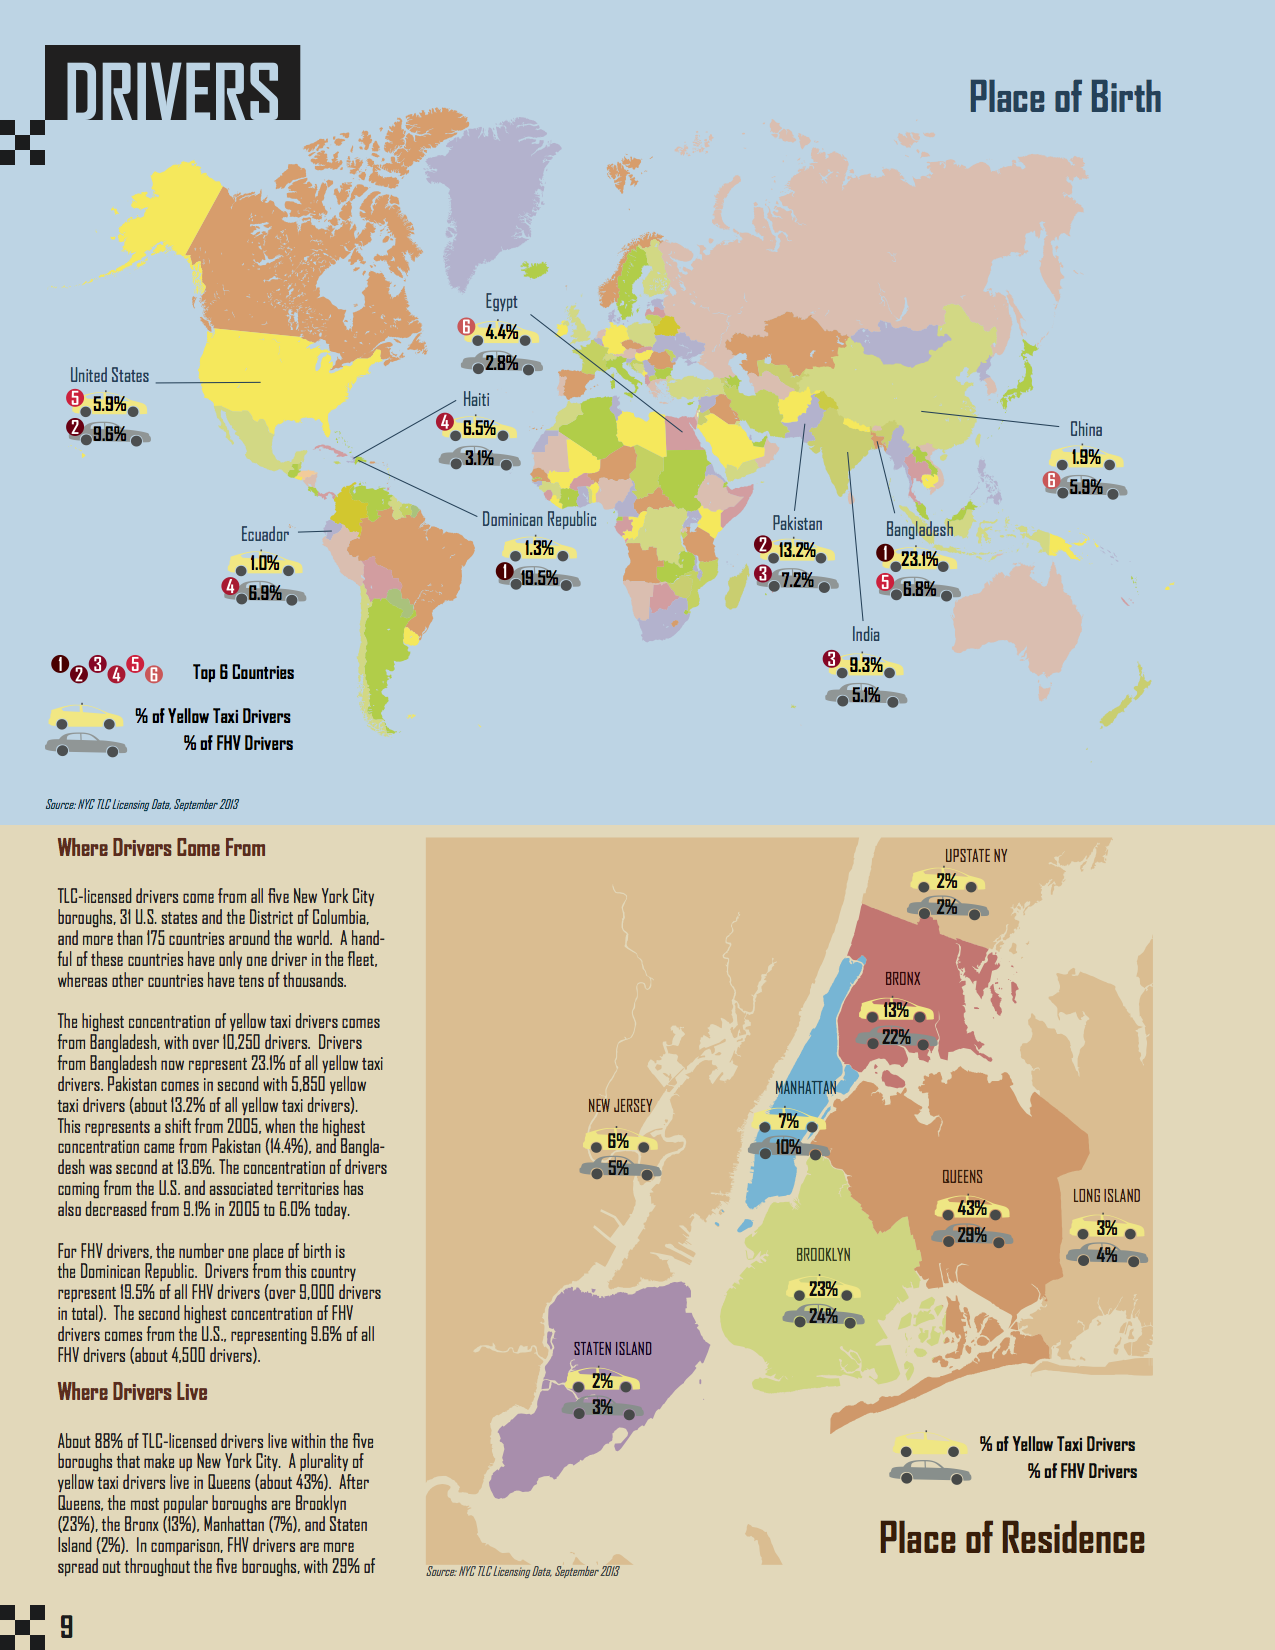 DRIVERS
Place of Birth
Egypt
6
4.4%
2.8%
United States
5
5.9%
2
9.6%
Haiti
4
6.5%
3.1%
China
1.9%
6
5.9%
Dominican Republic
1.3%
1
19.5%
Pakistan
2
13.2%
3
7.2%
Bangladesh
1
23.1%
5
6.8%
Ecuador
1.0%
4
6.9%
India
3
9.3%
5.1%
1 2 3 4 5 6 Top 6 Countries
% of Yellow Taxi Drivers
% of FHV Drivers
Source: NYC TLC Licensing Data, September 2013
Where Drivers Come From
TLC-licensed drivers come from all five New York City
boroughs, 31 U.S. states and the District of Columbia,
and more than 175 countries around the world.  A hand-
ful of these countries have only one driver in the fleet,
whereas other countries have tens of thousands.
The highest concentration of yellow taxi drivers comes
from Bangladesh, with over 10,250 drivers.  Drivers
from Bangladesh now represent 23.1% of all yellow taxi
drivers. Pakistan comes in second with 5,850 yellow
taxi drivers (about 13.2% of all yellow taxi drivers).
This represents a shift from 2005, when the highest
concentration came from Pakistan (14.4%), and Bangla-
desh was second at 13.6%. The concentration of drivers
coming from the U.S. and associated territories has
also decreased from 9.1% in 2005 to 6.0% today.
For FHV drivers, the number one place of birth is
the Dominican Republic.  Drivers from this country
represent 19.5% of all FHV drivers (over 9,000 drivers
in total).  The second highest concentration of FHV
drivers comes from the U.S., representing 9.6% of all
FHV drivers (about 4,500 drivers).
Where Drivers Live
About 88% of TLC-licensed drivers live within the five
boroughs that make up New York City.  A plurality of
yellow taxi drivers live in Queens (about 43%).  After
Queens, the most popular boroughs are Brooklyn
(23%), the Bronx (13%), Manhattan (7%), and Staten
Island (2%).  In comparison, FHV drivers are more
spread out throughout the five boroughs, with 29% of
UPSTATE NY
2%
2%
BRONX
13%
22%
MANHATTAN
7%
10%
NEW JERSEY
6%
5%
QUEENS
43%
29%
LONG ISLAND
3%
4%
BROOKLYN
23%
24%
STATEN ISLAND
2%
3%
% of Yellow Taxi Drivers
% of FHV Drivers
Place of Residence
Source: NYC TLC Licensing Data, September 2013
9